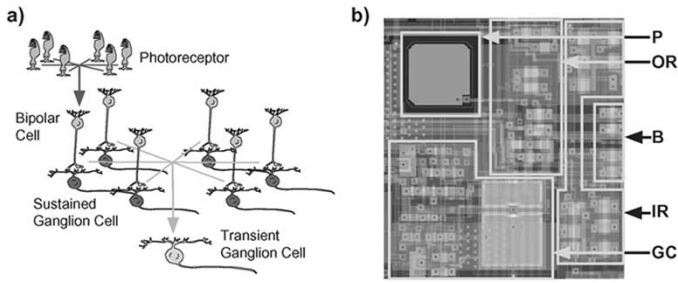 a)
Photoreceptor
Bipolar
Cell
Sustained
Ganglion Cell
Transient
Ganglion Cell
b)
P
OR
B
IR
GC